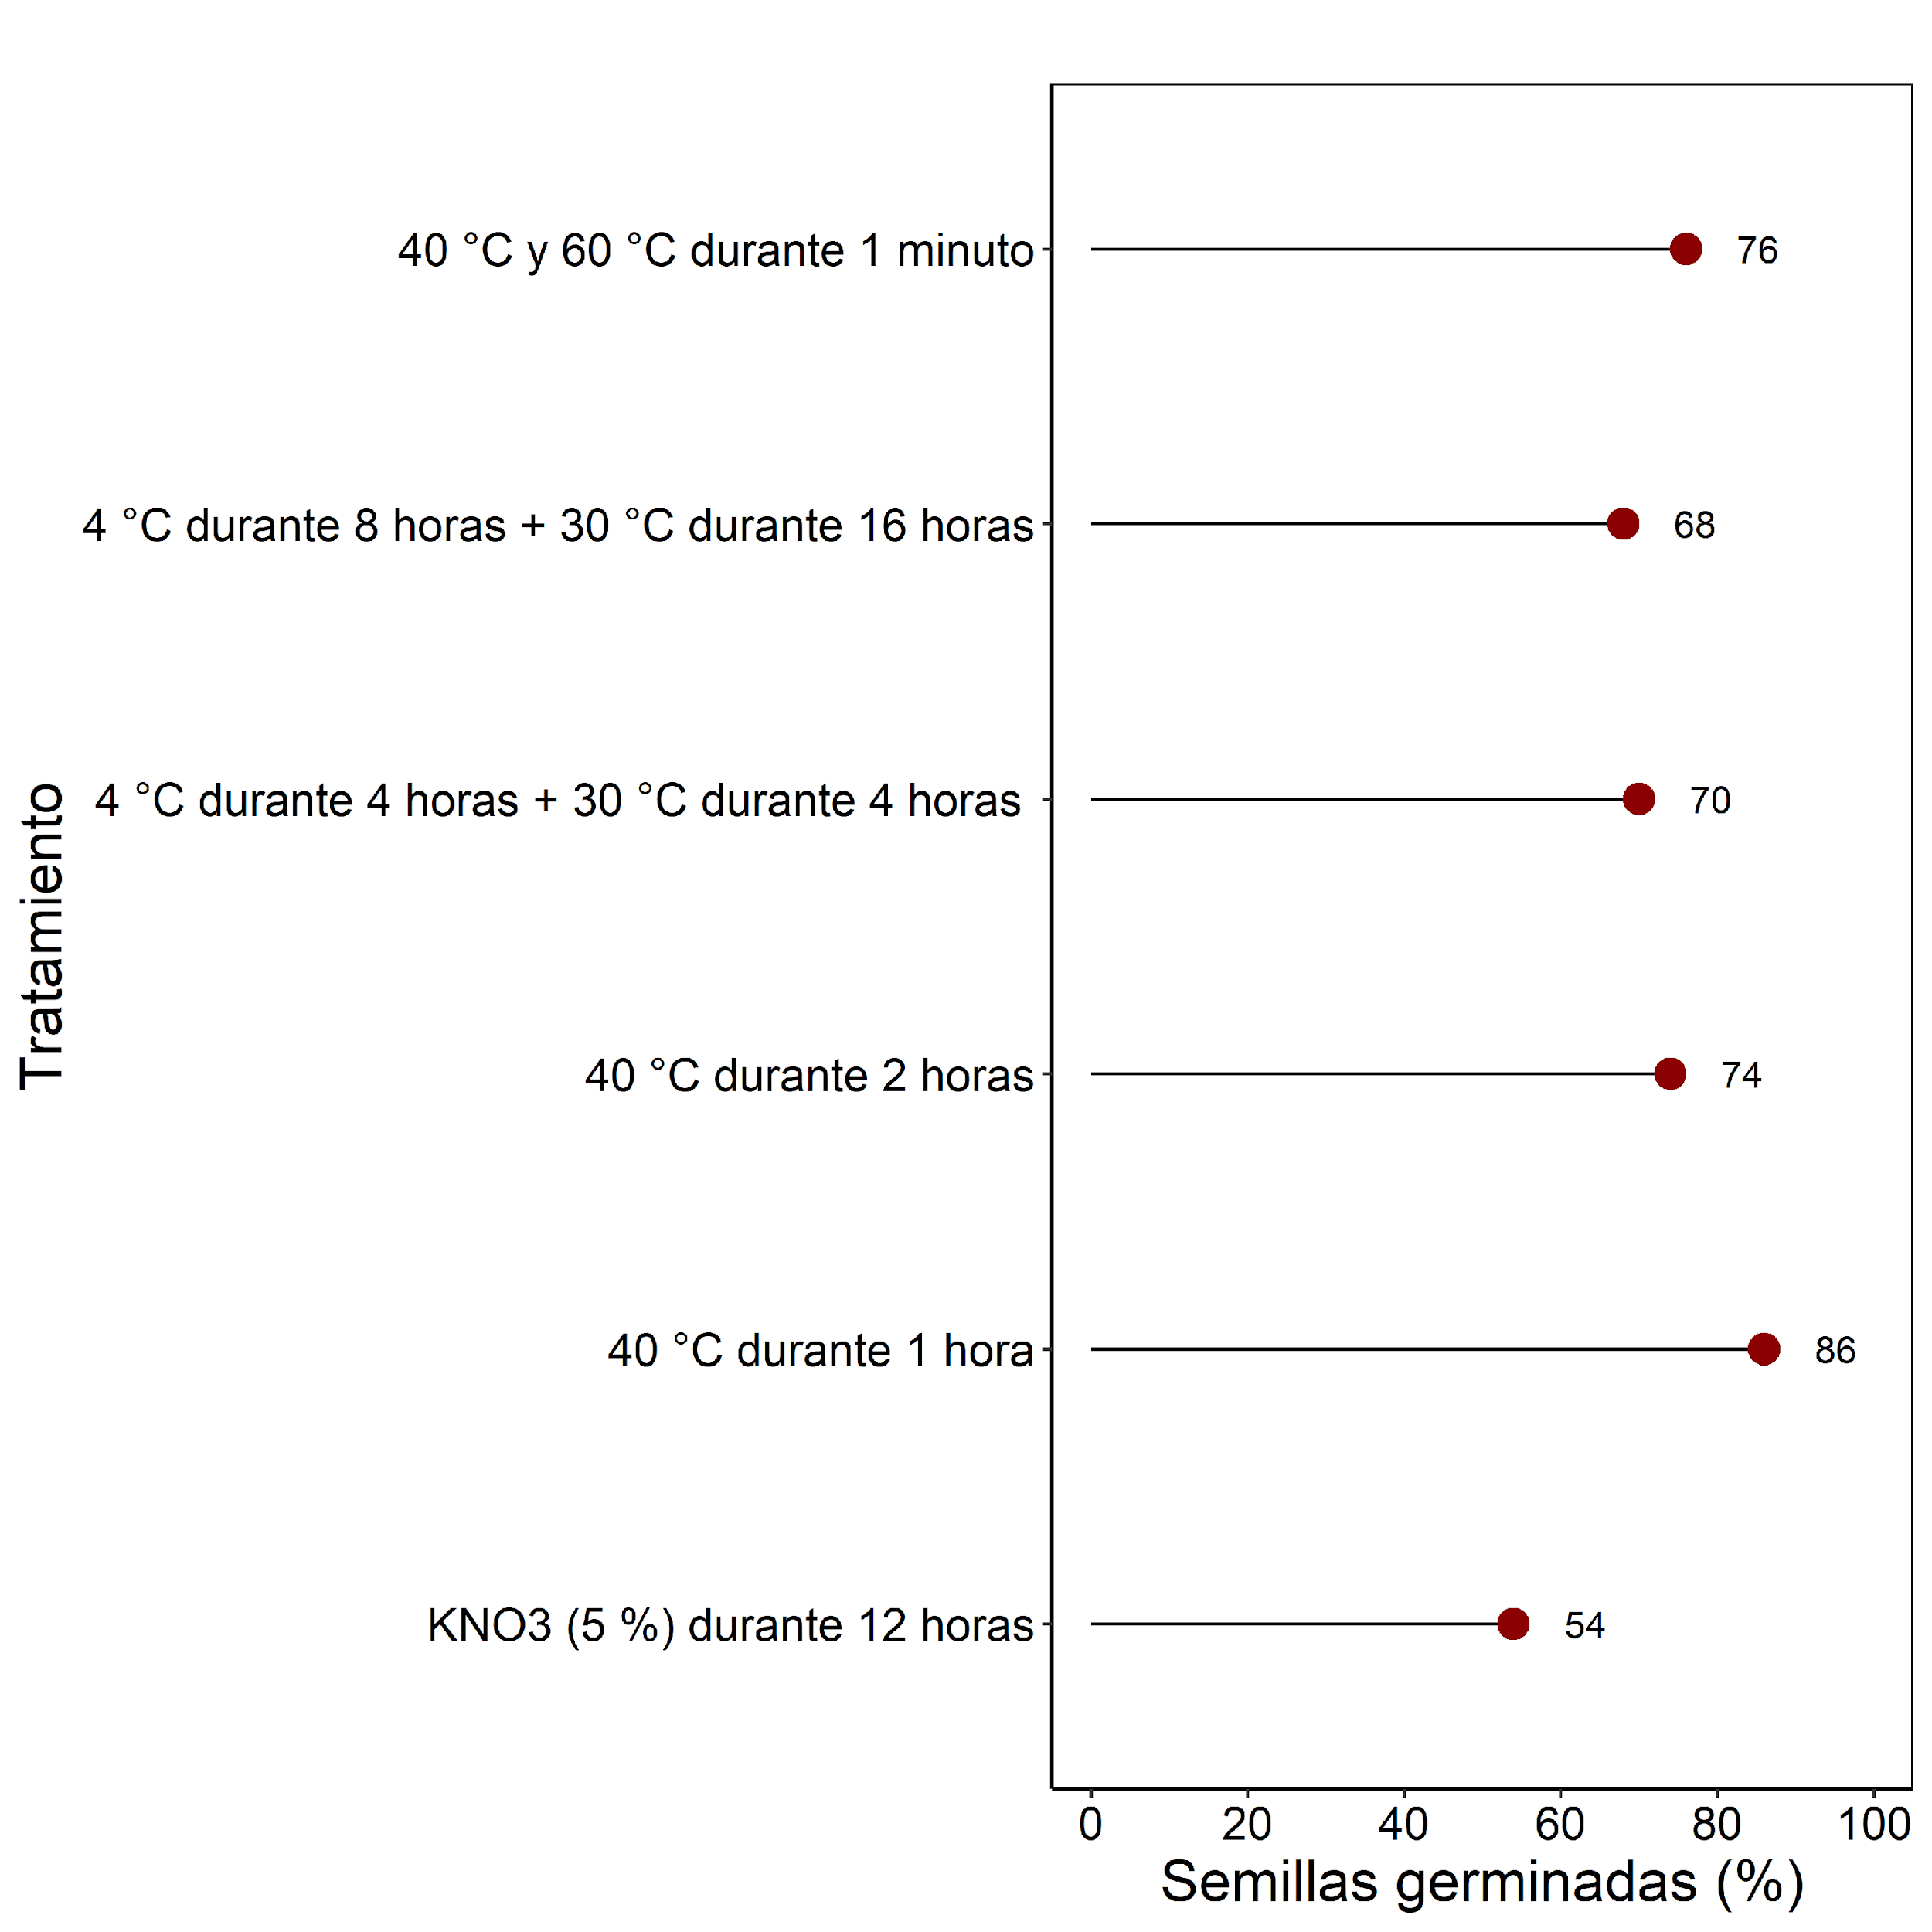 40 °C y 60 °C durante 1 minuto
76
4 °C durante 8 horas + 30 °C durante 16 horas
68
4 °C durante 4 horas + 30 °C durante 4 horas
70
Tratamiento
40 °C durante 2 horas
74
40 °C durante 1 hora
86
KNO3 (5 %) durante 12 horas
54
0 20 40 60 80 100
Semillas germinadas (%)